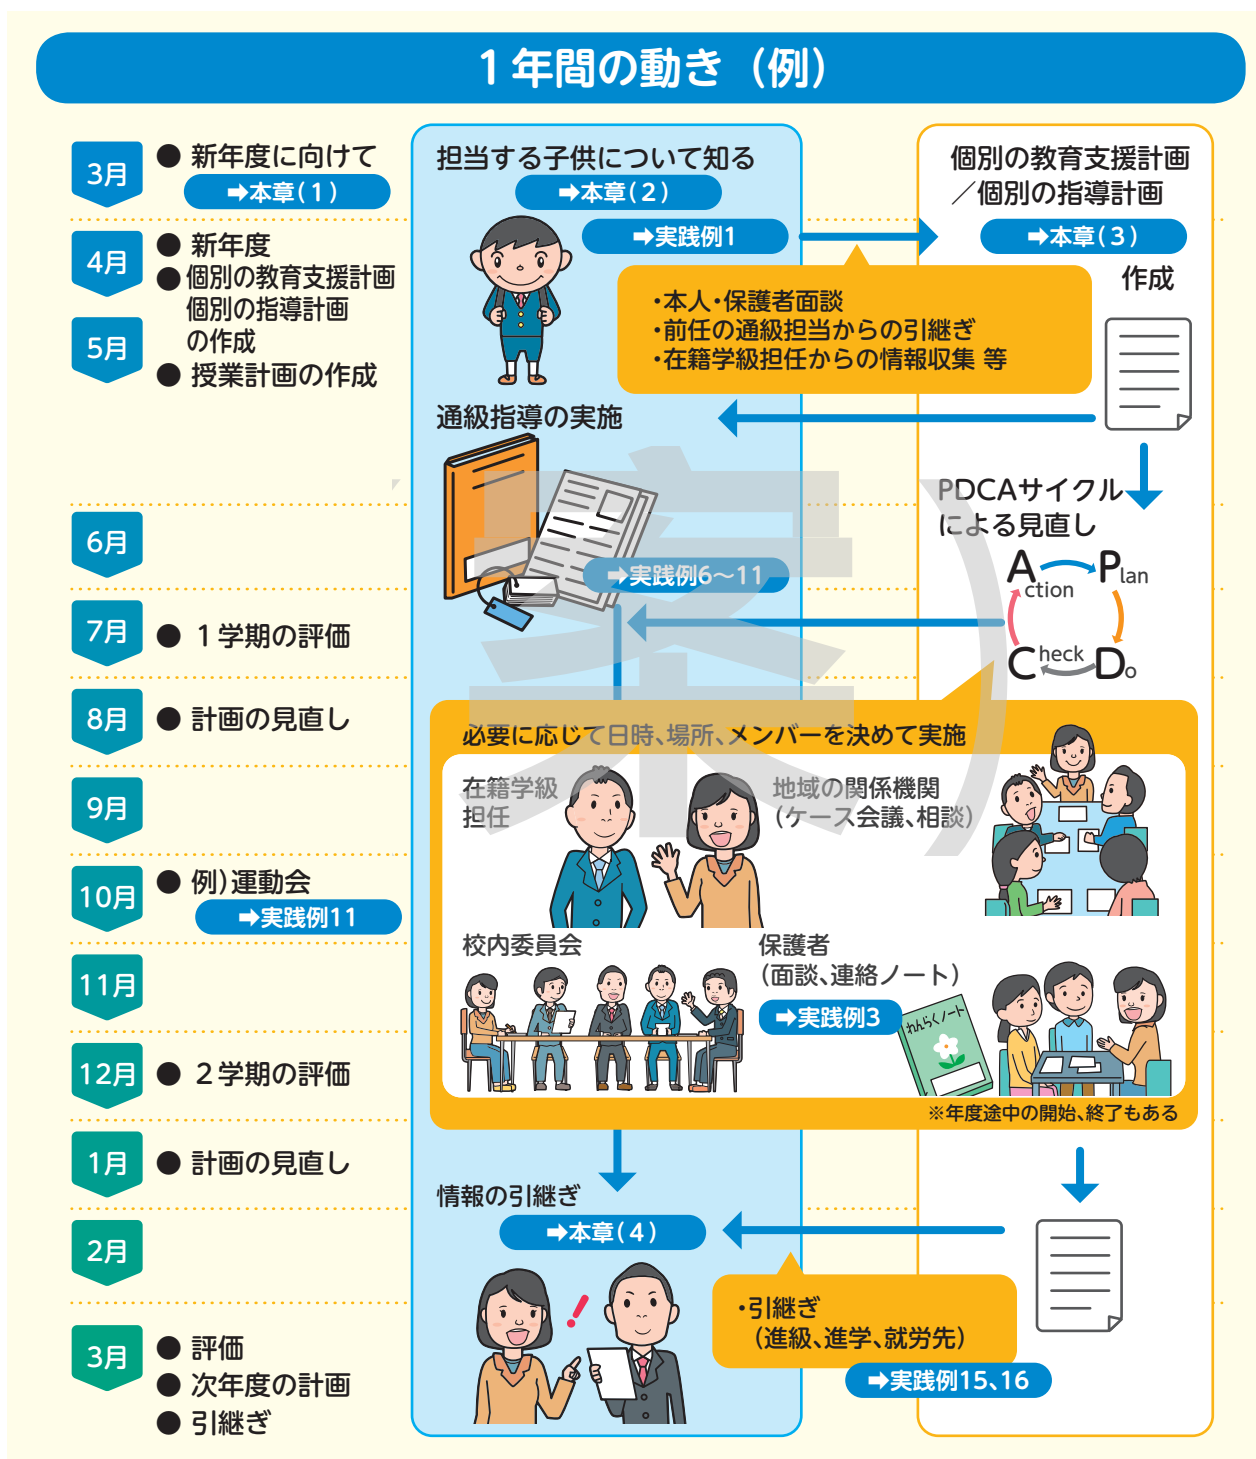 1年間の動き（例）
3月
● 新年度に向けて
➡本章(1)
4月
● 新年度
● 個別の教育支援計画
個別の指導計画
の作成
5月
● 授業計画の作成
6月
7月
● 1学期の評価
8月
● 計画の見直し
9月
10月
● 例)運動会
➡実践例11
11月
12月
● 2学期の評価
1月
● 計画の見直し
2月
3月
● 評価
● 次年度の計画
● 引継ぎ
担当する子供について知る
➡本章(2)
➡実践例1
・本人・保護者面談
・前任の通級担当からの引継ぎ
・在籍学級担任からの情報収集 等
個別の教育支援計画
／個別の指導計画
➡本章(3)
作成
通級指導の実施
➡実践例6〜11
PDCAサイクル
による見直し
Action
Plan
Check
Do
必要に応じて日時、場所、メンバーを決めて実施
在籍学級
担任
地域の関係機関
(ケース会議、相談)
校内委員会
保護者
(面談、連絡ノート)
➡実践例3
れんらくノート
※年度途中の開始、終了もある
情報の引継ぎ
➡本章(4)
・引継ぎ
(進級、進学、就労先)
➡実践例15、16
案)